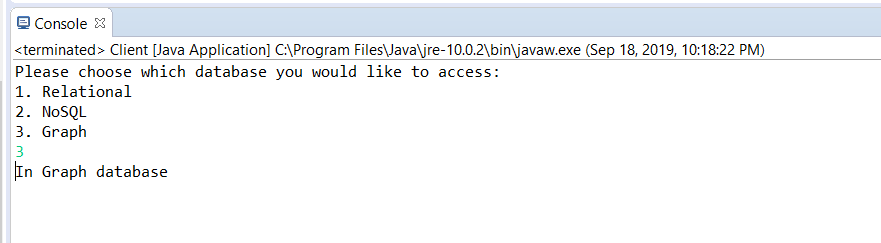 Console
<terminated> Client [Java Application] C:\Program Files\Java\jre-10.0.2\bin\javaw.exe (Sep 18, 2019, 10:18:22 PM)
Please choose which database you would like to access:
1. Relational
2. NoSQL
3. Graph
3
In Graph database